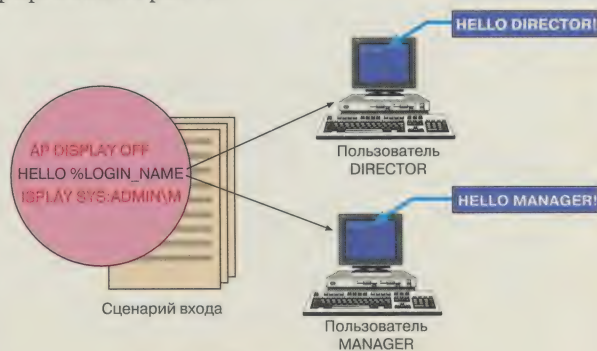 HELLO DIRECTOR!
AP DISPLAY OFF
HELLO %LOGIN_NAME
ISPLAY SYS:ADMIN\M
Пользователь
DIRECTOR
HELLO MANAGER!
Сценарий входа
Пользователь
MANAGER